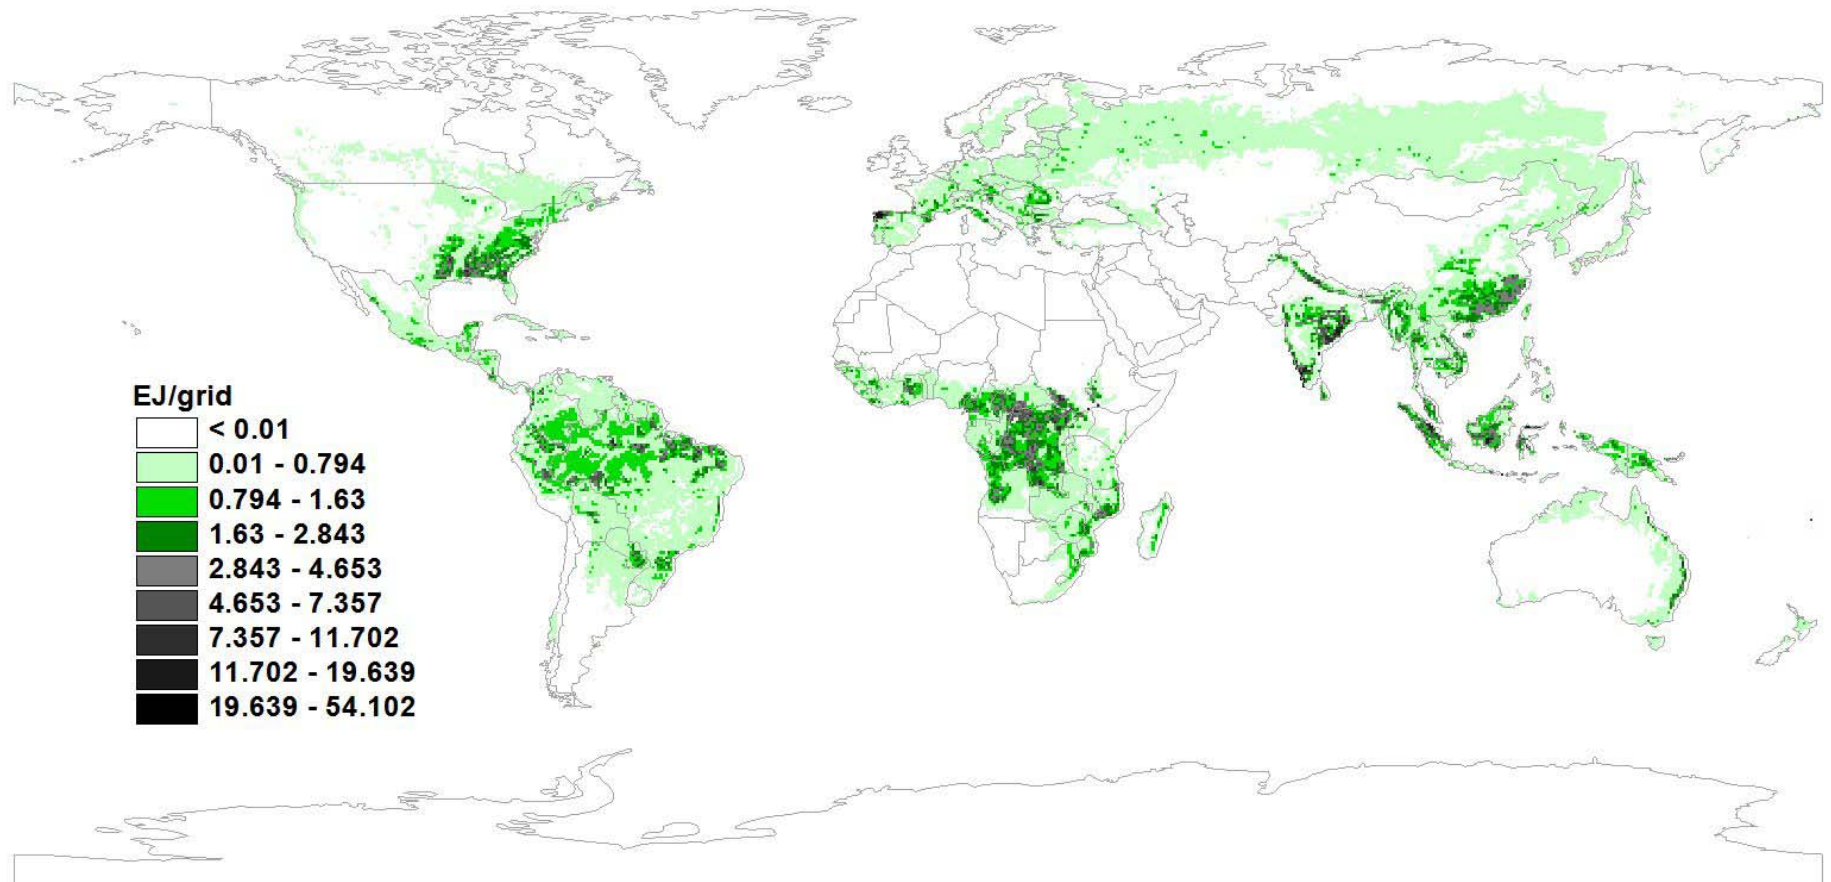 EJ/grid
< 0.01
0.01 - 0.794
0.794 - 1.63
1.63 - 2.843
2.843 - 4.653
4.653 - 7.357
7.357 - 11.702
11.702 - 19.639
19.639 - 54.102